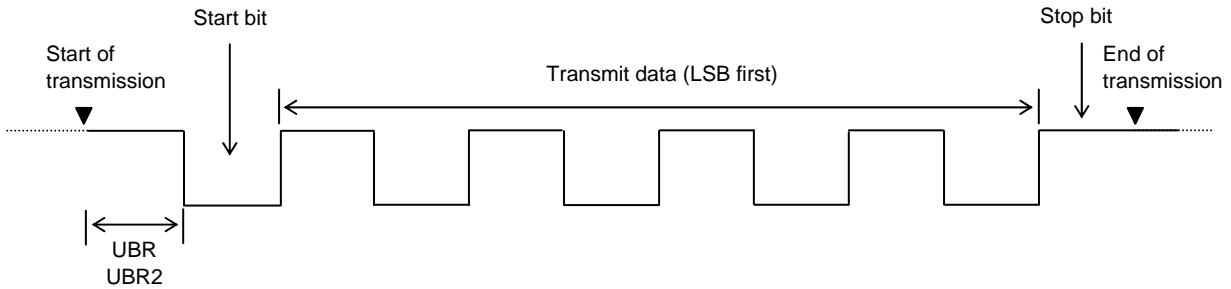 Start bit
Stop bit
Start of
transmission
End of
transmission
Transmit data (LSB first)
UBR
UBR2